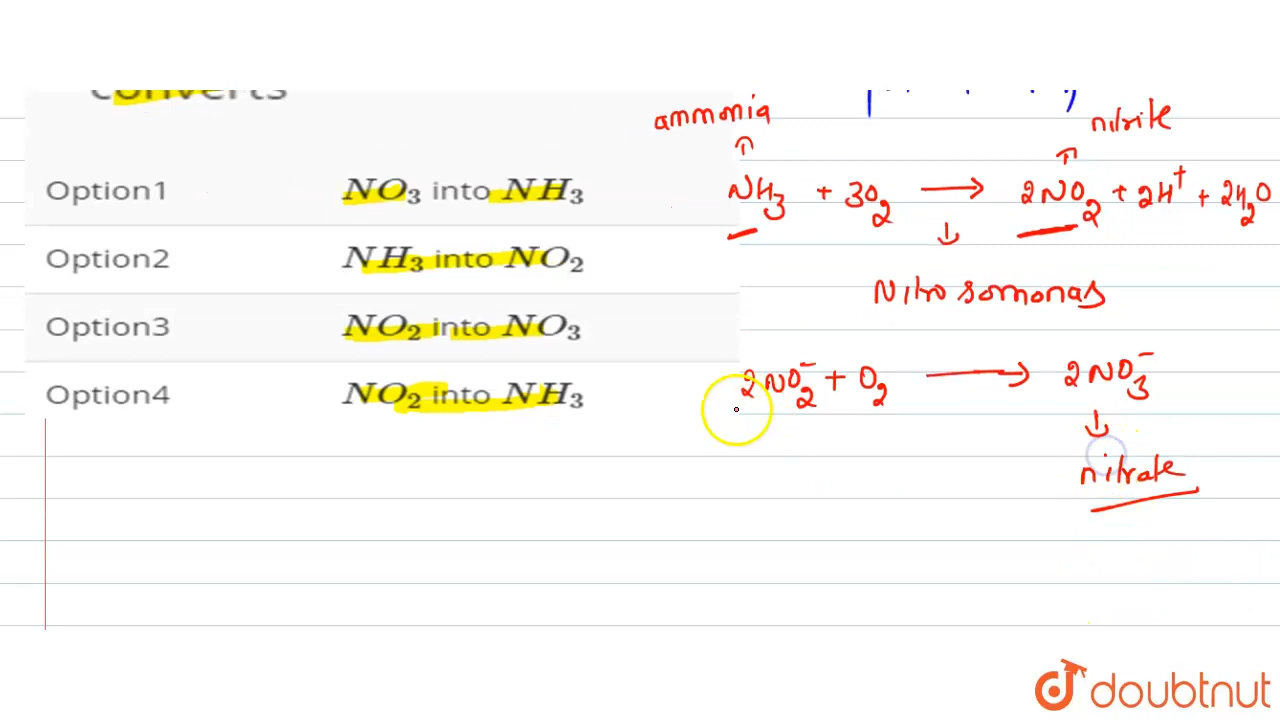 converts
Option1 NO₃ into NH₃
Option2 NH₃ into NO₂
Option3 NO₂ into NO₃
Option4 NO₂ into NH₃
ammonia nitrite
NH₃ + 3O₂ → 2NO₂ + 2H⁺ + 2H₂O
Nitrosomonas
2NO₂⁻ + O₂ → 2NO₃⁻
nitrate
doubtnut